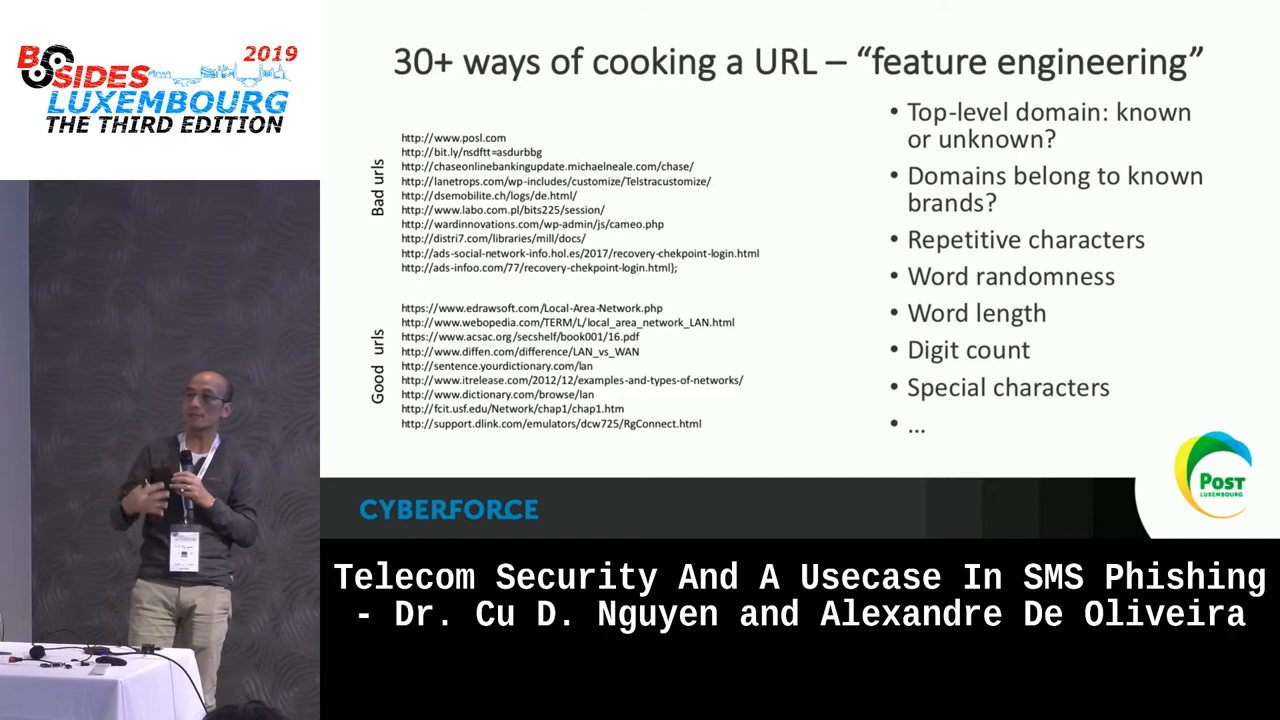 2019
BSIDES
LUXEMBOURG
THE THIRD EDITION
30+ ways of cooking a URL – “feature engineering”
Bad urls
http://www.posl.com
http://bit.ly/nsdftt=asdurbbg
http://chaseonlinebankingupdate.michaelneale.com/chase/
http://lanetrops.com/wp-includes/customize/Telstracustomize/
http://dsemobilite.ch/logs/de.html/
http://www.labo.com.pl/bits225/session/
http://wardinnovations.com/wp-admin/js/cameo.php
http://distri7.com/libraries/mill/docs/
http://ads-social-network-info.hol.es/2017/recovery-chekpoint-login.html
http://ads-infoo.com/77/recovery-chekpoint-login.html};
Good urls
https://www.edrawsoft.com/Local-Area-Network.php
http://www.webopedia.com/TERM/L/local_area_network_LAN.html
https://www.acsac.org/secshelf/book001/16.pdf
http://www.diffen.com/difference/LAN_vs_WAN
http://sentence.yourdictionary.com/lan
http://www.itrelease.com/2012/12/examples-and-types-of-networks/
http://www.dictionary.com/browse/lan
http://fcit.usf.edu/Network/chap1/chap1.htm
http://support.dlink.com/emulators/dcw725/RgConnect.html
• Top-level domain: known
or unknown?
• Domains belong to known
brands?
• Repetitive characters
• Word randomness
• Word length
• Digit count
• Special characters
• ...
POST
LUXEMBOURG
CYBERFORCE
Telecom Security And A Usecase In SMS Phishing
- Dr. Cu D. Nguyen and Alexandre De Oliveira